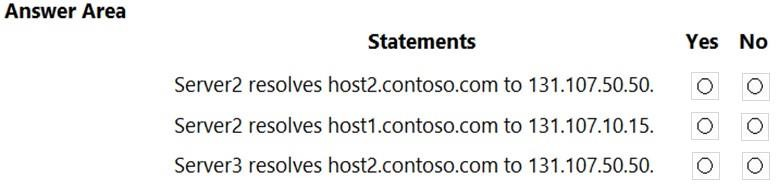 Answer Area
Statements Yes No
Server2 resolves host2.contoso.com to 131.107.50.50.
Server2 resolves host1.contoso.com to 131.107.10.15.
Server3 resolves host2.contoso.com to 131.107.50.50.